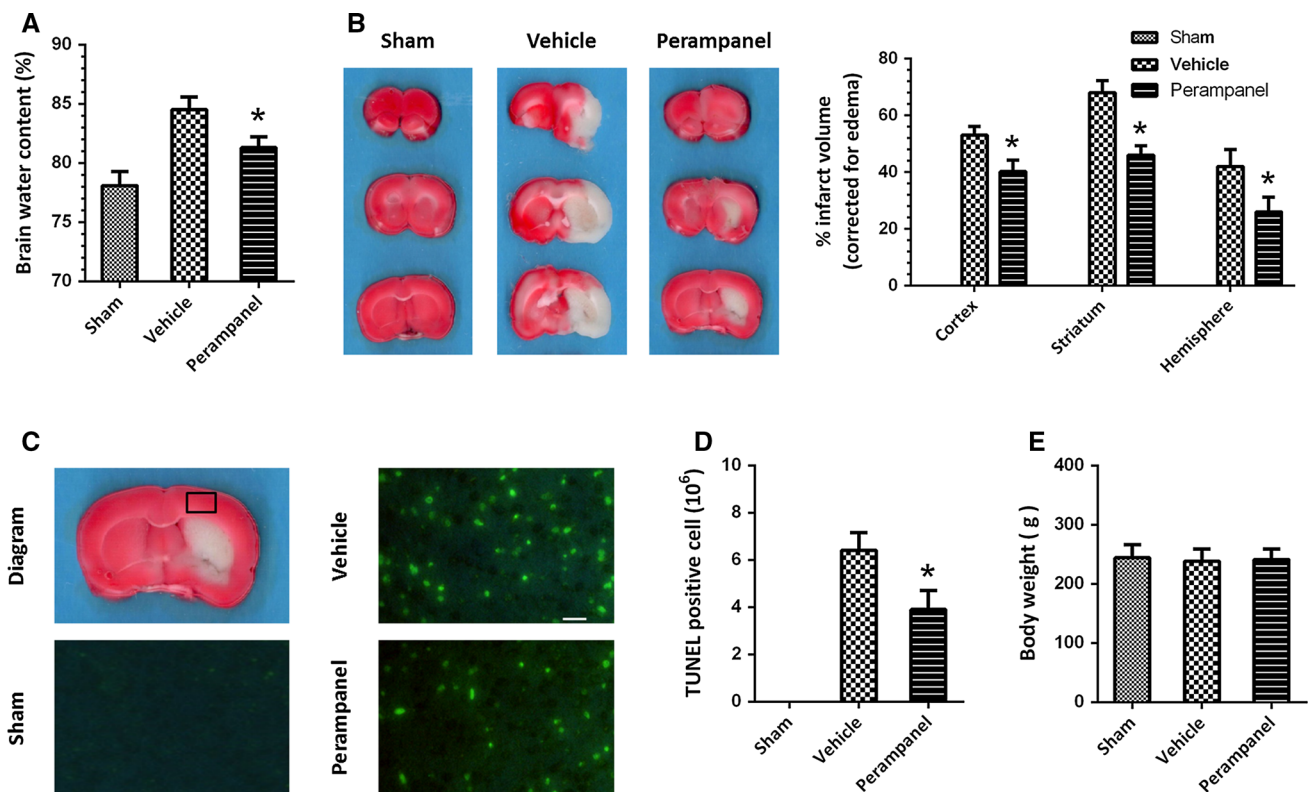 A
Brain water content (%)
90
85
80
75
70
*
Sham
Vehicle
Perampanel
B
Sham
Vehicle
Perampanel
% infarct volume
(corrected for edema)
80
60
40
20
0
*
*
*
Sham
Vehicle
Perampanel
Cortex
Striatum
Hemisphere
C
Diagram
Vehicle
Sham
Perampanel
D
TUNEL positive cell (10⁶)
10
8
6
4
2
0
*
Sham
Vehicle
Perampanel
E
Body weight ( g )
400
300
200
100
0
Sham
Vehicle
Perampanel